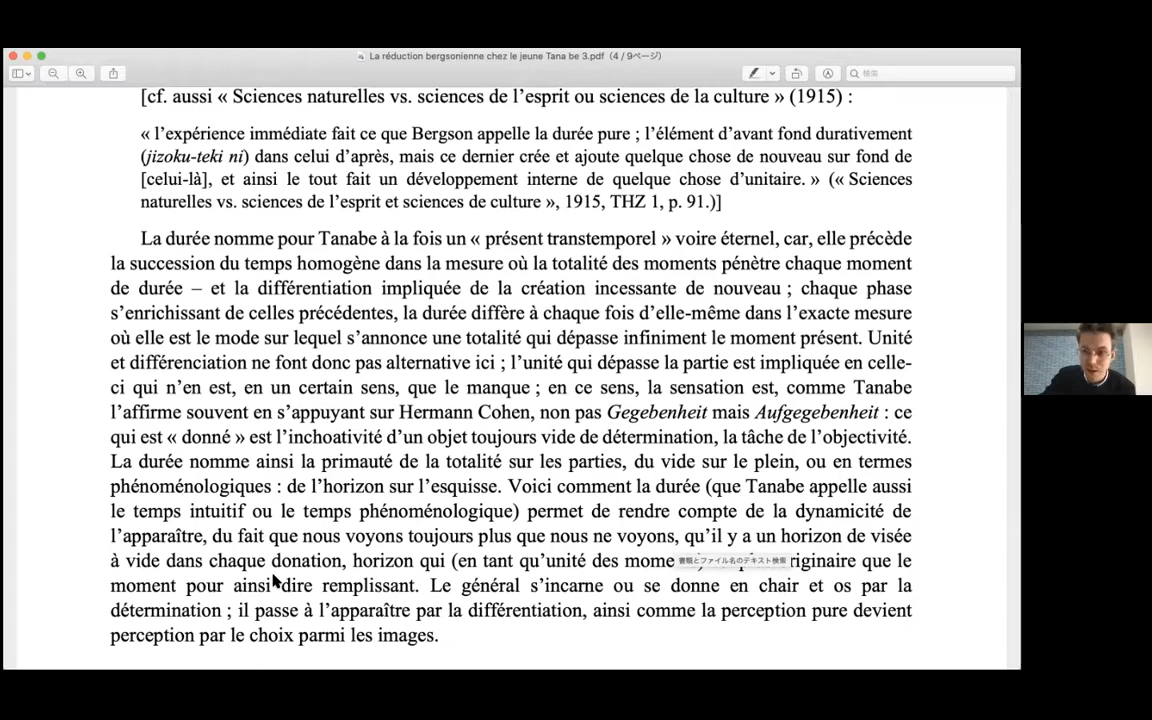 La réduction bergsonienne chez le jeune Tana be 3.pdf (4 / 9ページ)
検索
[cf. aussi « Sciences naturelles vs. sciences de l’esprit ou sciences de la culture » (1915) :
« l’expérience immédiate fait ce que Bergson appelle la durée pure ; l’élément d’avant fond durativement
(jizoku-teki ni) dans celui d’après, mais ce dernier crée et ajoute quelque chose de nouveau sur fond de
[celui-là], et ainsi le tout fait un développement interne de quelque chose d’unitaire. » (« Sciences
naturelles vs. sciences de l’esprit et sciences de culture », 1915, THZ 1, p. 91.)]
La durée nomme pour Tanabe à la fois un « présent transtemporel » voire éternel, car, elle précède
la succession du temps homogène dans la mesure où la totalité des moments pénètre chaque moment
de durée – et la différentiation impliquée de la création incessante de nouveau ; chaque phase
s’enrichissant de celles précédentes, la durée diffère à chaque fois d’elle-même dans l’exacte mesure
où elle est le mode sur lequel s’annonce une totalité qui dépasse infiniment le moment présent. Unité
et différenciation ne font donc pas alternative ici ; l’unité qui dépasse la partie est impliquée en celle-
ci qui n’en est, en un certain sens, que le manque ; en ce sens, la sensation est, comme Tanabe
l’affirme souvent en s’appuyant sur Hermann Cohen, non pas Gegebenheit mais Aufgegebenheit : ce
qui est « donné » est l’inchoativité d’un objet toujours vide de détermination, la tâche de l’objectivité.
La durée nomme ainsi la primauté de la totalité sur les parties, du vide sur le plein, ou en termes
phénoménologiques : de l’horizon sur l’esquisse. Voici comment la durée (que Tanabe appelle aussi
le temps intuitif ou le temps phénoménologique) permet de rendre compte de la dynamicité de
l’apparaître, du fait que nous voyons toujours plus que nous ne voyons, qu’il y a un horizon de visée
à vide dans chaque donation, horizon qui (en tant qu’unité des mome 書類とファイル名のテキスト検索 riginaire que le
moment pour ainsi dire remplissant. Le général s’incarne ou se donne en chair et os par la
détermination ; il passe à l’apparaître par la différentiation, ainsi comme la perception pure devient
perception par le choix parmi les images.